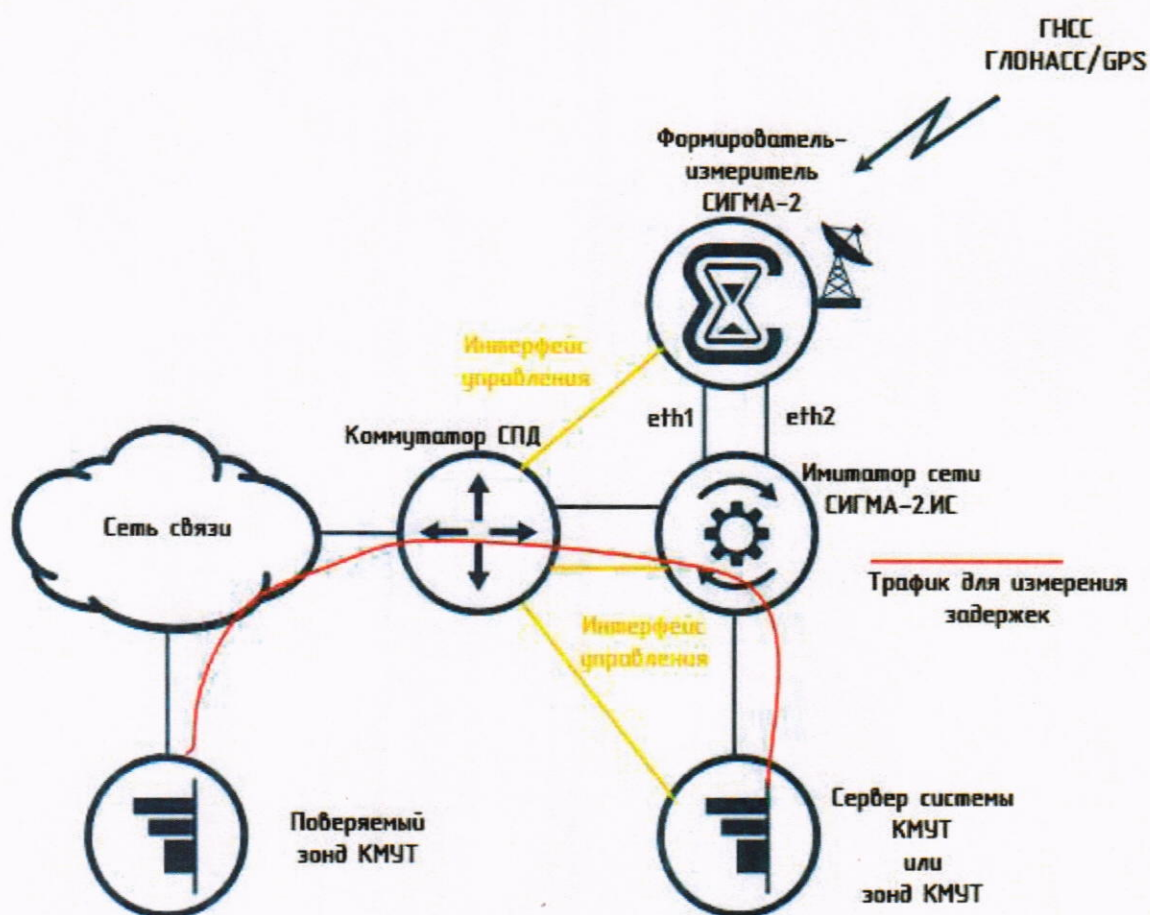 ГНСС
ГЛОНАСС/GPS
Формирователь-
измеритель
СИГМА-2
Интерфейс
управления
eth1
eth2
Коммутатор СПД
Имитатор сети
СИГМА-2.ИС
Сеть связи
Трафик для измерения
задержек
Интерфейс
управления
Поверяемый
зонд КМУТ
Сервер системы
КМУТ
или
зонд КМУТ